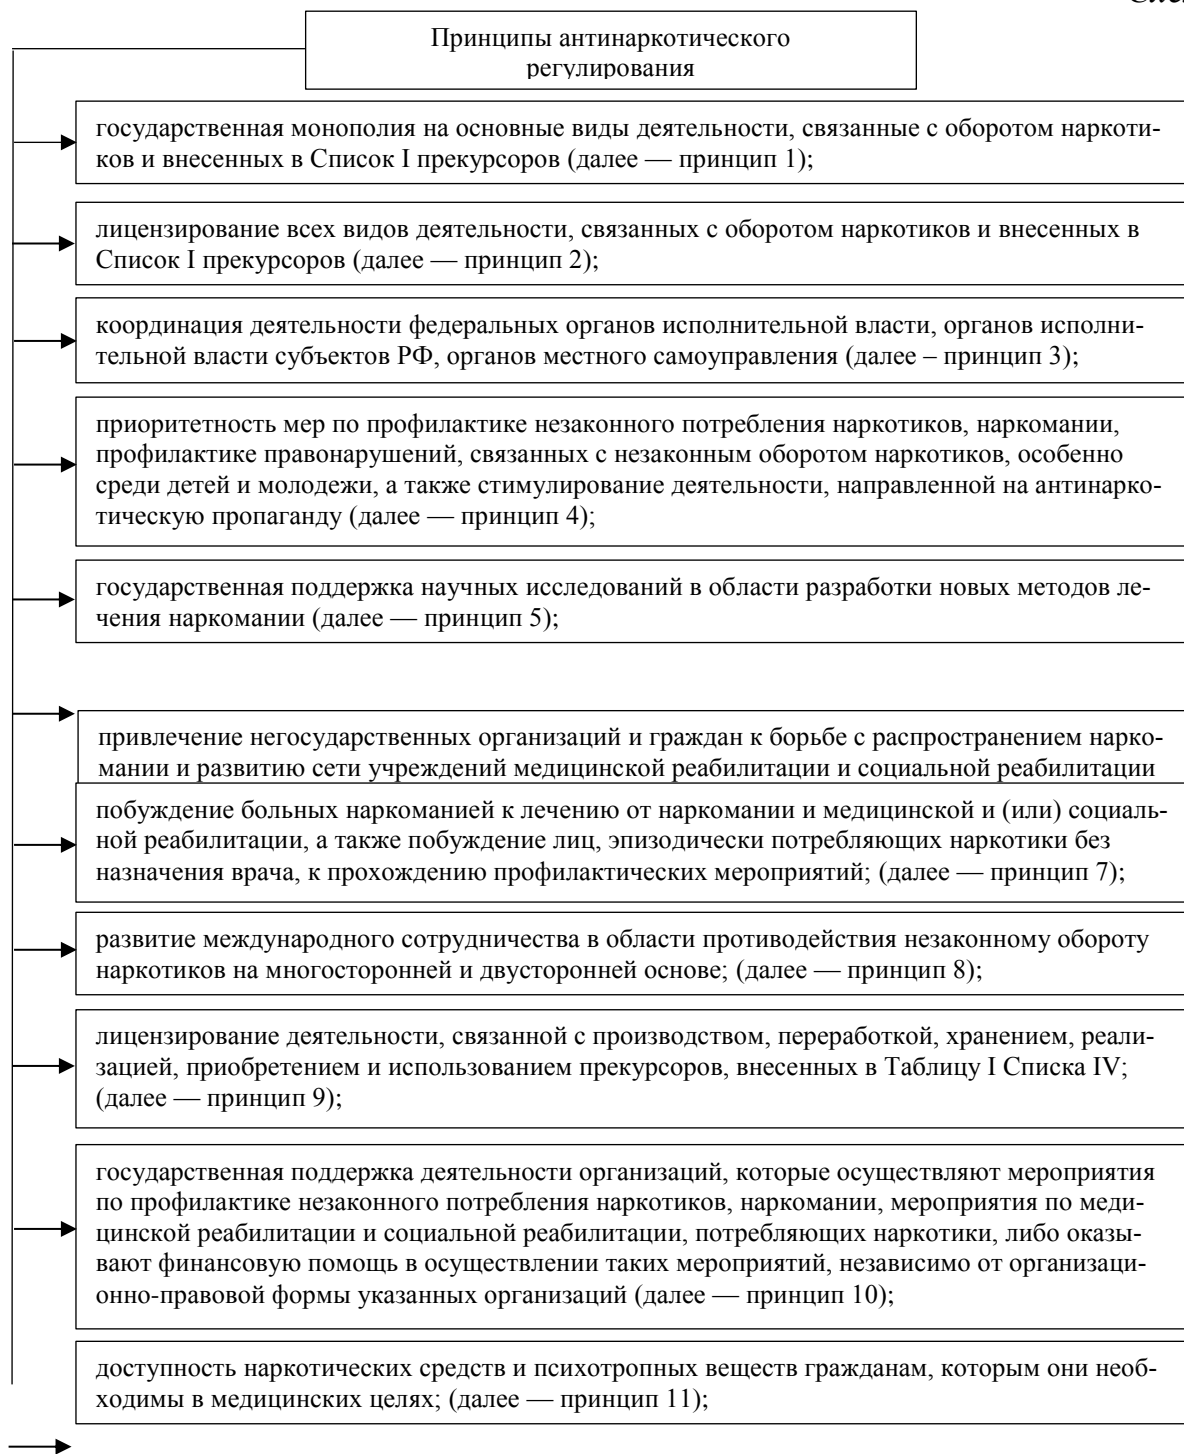 Принципы антинаркотического
регулирования
государственная монополия на основные виды деятельности, связанные с оборотом наркоти-
ков и внесенных в Список I прекурсоров (далее — принцип 1);
лицензирование всех видов деятельности, связанных с оборотом наркотиков и внесенных в
Список I прекурсоров (далее — принцип 2);
координация деятельности федеральных органов исполнительной власти, органов исполни-
тельной власти субъектов РФ, органов местного самоуправления (далее – принцип 3);
приоритетность мер по профилактике незаконного потребления наркотиков, наркомании,
профилактике правонарушений, связанных с незаконным оборотом наркотиков, особенно
среди детей и молодежи, а также стимулирование деятельности, направленной на антинарко-
тическую пропаганду (далее — принцип 4);
государственная поддержка научных исследований в области разработки новых методов ле-
чения наркомании (далее — принцип 5);
привлечение негосударственных организаций и граждан к борьбе с распространением нарко-
мании и развитию сети учреждений медицинской реабилитации и социальной реабилитации
побуждение больных наркоманией к лечению от наркомании и медицинской и (или) социаль-
ной реабилитации, а также побуждение лиц, эпизодически потребляющих наркотики без
назначения врача, к прохождению профилактических мероприятий; (далее — принцип 7);
развитие международного сотрудничества в области противодействия незаконному обороту
наркотиков на многосторонней и двусторонней основе; (далее — принцип 8);
лицензирование деятельности, связанной с производством, переработкой, хранением, реали-
зацией, приобретением и использованием прекурсоров, внесенных в Таблицу I Списка IV;
(далее — принцип 9);
государственная поддержка деятельности организаций, которые осуществляют мероприятия
по профилактике незаконного потребления наркотиков, наркомании, мероприятия по меди-
цинской реабилитации и социальной реабилитации, потребляющих наркотики, либо оказы-
вают финансовую помощь в осуществлении таких мероприятий, независимо от организаци-
онно-правовой формы указанных организаций (далее — принцип 10);
доступность наркотических средств и психотропных веществ гражданам, которым они необ-
ходимы в медицинских целях; (далее — принцип 11);